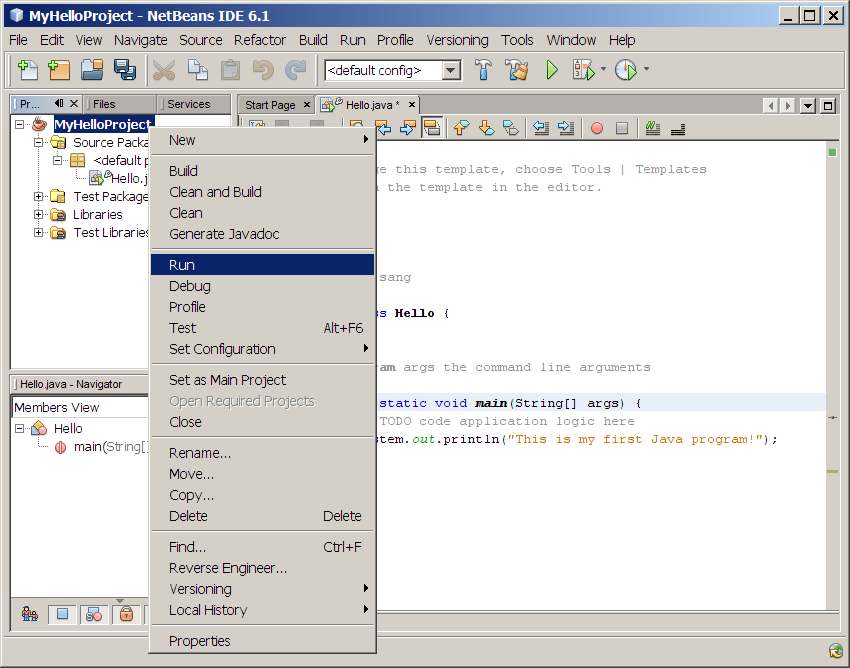 MyHelloProject - NetBeans IDE 6.1
File Edit View Navigate Source Refactor Build Run Profile Versioning Tools Window Help
<default config>
Pr... Files Services
Start Page Hello.java *
MyHelloProject
Source Packa
<default p
Hello.j
Test Package
Libraries
Test Libraries
Hello.java - Navigator
Members View
Hello
main(String[]
New
Build
Clean and Build
Clean
Generate Javadoc
Run
Debug
Profile
Test Alt+F6
Set Configuration
Set as Main Project
Open Required Projects
Close
Rename...
Move...
Copy...
Delete Delete
Find... Ctrl+F
Reverse Engineer...
Versioning
Local History
Properties
e this template, choose Tools | Templates
the template in the editor.
sang
s Hello {
am args the command line arguments
static void main(String[] args) {
TODO code application logic here
stem.out.println("This is my first Java program!");